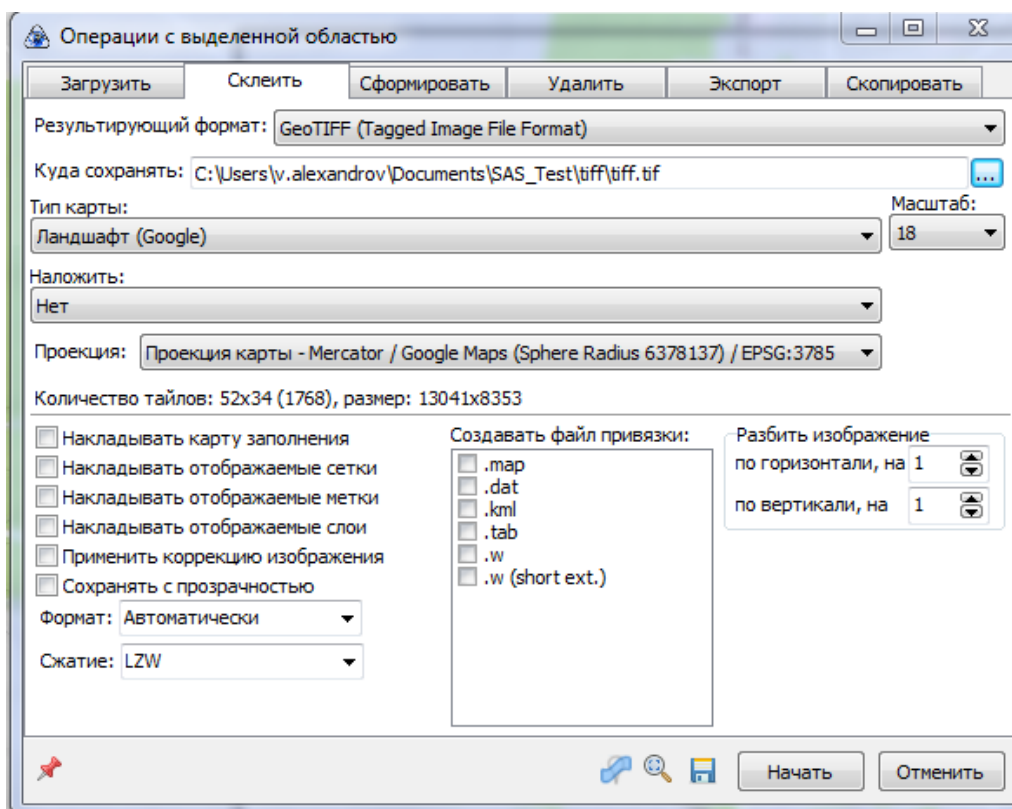 Операции с выделенной областью
Загрузить Склеить Сформировать Удалить Экспорт Скопировать
Результирующий формат: GeoTIFF (Tagged Image File Format)
Куда сохранять: C:\Users\v.alexandrov\Documents\SAS_Test\tiff\tiff.tif ...
Тип карты: Масштаб:
Ландшафт (Google) 18
Наложить:
Нет
Проекция: Проекция карты - Mercator / Google Maps (Sphere Radius 6378137) / EPSG:3785
Количество тайлов: 52x34 (1768), размер: 13041x8353
Накладывать карту заполнения
Накладывать отображаемые сетки
Накладывать отображаемые метки
Накладывать отображаемые слои
Применить коррекцию изображения
Сохранять с прозрачностью
Формат: Автоматически
Сжатие: LZW
Создавать файл привязки:
.map
.dat
.kml
.tab
.w
.w (short ext.)
Разбить изображение
по горизонтали, на 1
по вертикали, на 1
Начать Отменить